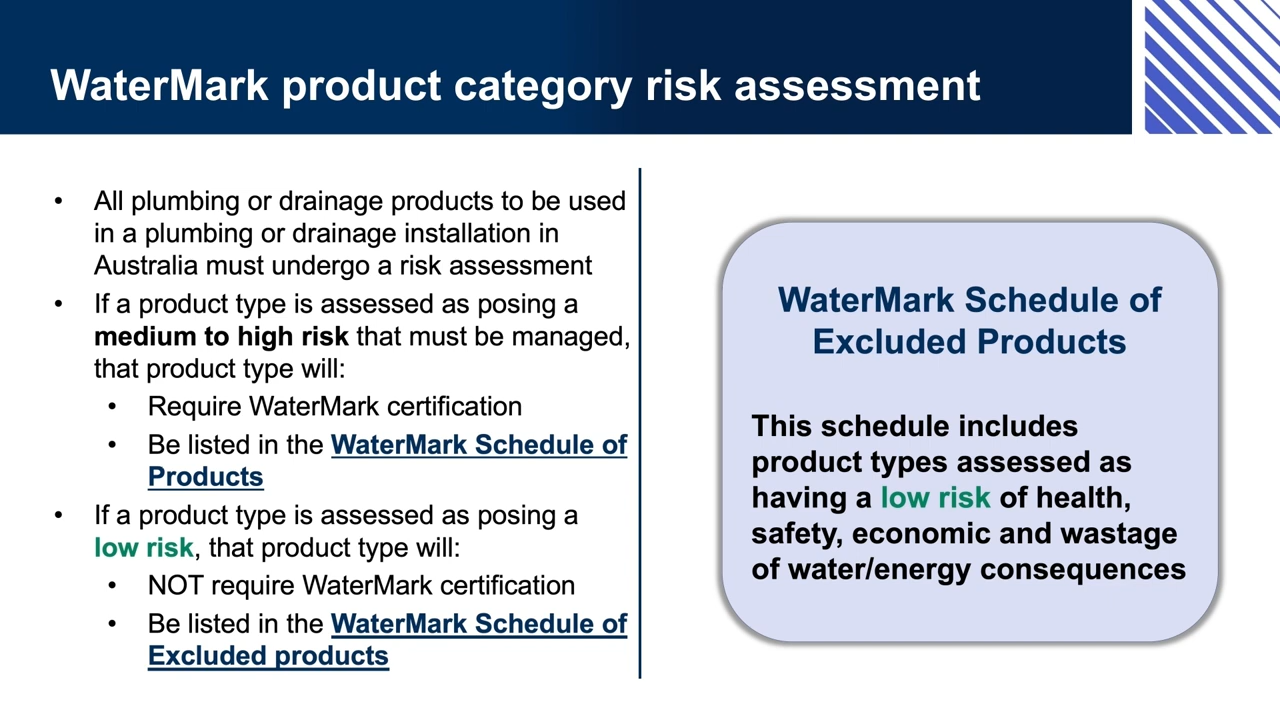 WaterMark product category risk assessment
• All plumbing or drainage products to be used
in a plumbing or drainage installation in
Australia must undergo a risk assessment
• If a product type is assessed as posing a
medium to high risk that must be managed,
that product type will:
• Require WaterMark certification
• Be listed in the WaterMark Schedule of
Products
• If a product type is assessed as posing a
low risk, that product type will:
• NOT require WaterMark certification
• Be listed in the WaterMark Schedule of
Excluded products
WaterMark Schedule of
Excluded Products
This schedule includes
product types assessed as
having a low risk of health,
safety, economic and wastage
of water/energy consequences